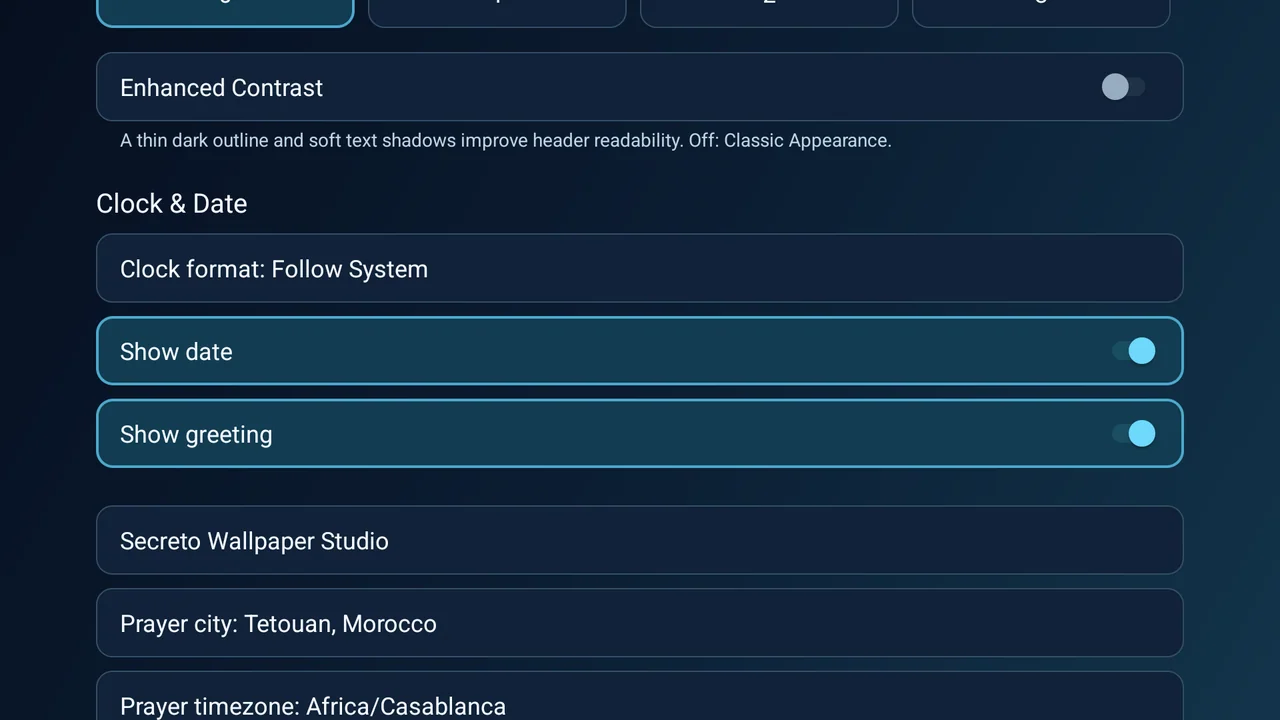 Enhanced Contrast
A thin dark outline and soft text shadows improve header readability. Off: Classic Appearance.
Clock & Date
Clock format: Follow System
Show date
Show greeting
Secreto Wallpaper Studio
Prayer city: Tetouan, Morocco
Prayer timezone: Africa/Casablanca